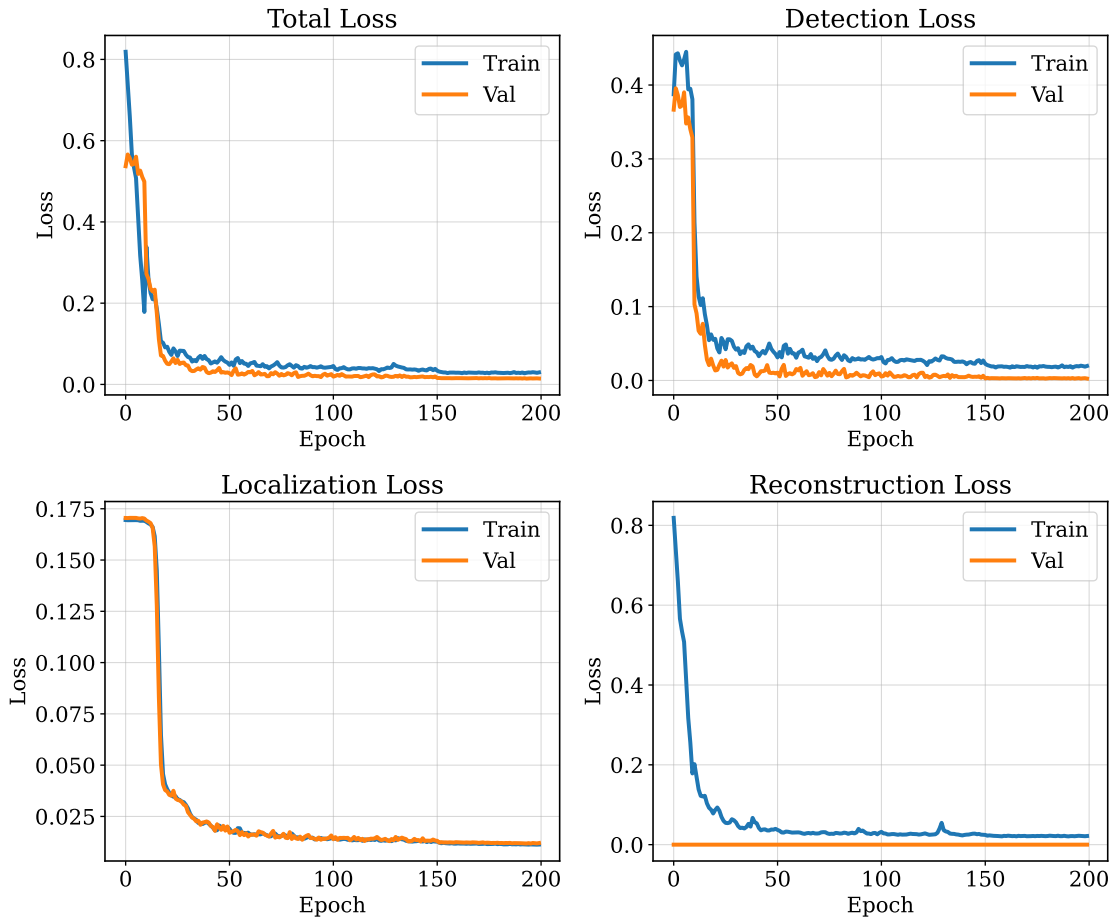 Total Loss
Loss
0.8
0.6
0.4
0.2
0.0
Train
Val
0 50 100 150 200
Epoch
Detection Loss
Loss
0.4
0.3
0.2
0.1
0.0
Train
Val
0 50 100 150 200
Epoch
Localization Loss
Loss
0.175
0.150
0.125
0.100
0.075
0.050
0.025
Train
Val
0 50 100 150 200
Epoch
Reconstruction Loss
Loss
0.8
0.6
0.4
0.2
0.0
Train
Val
0 50 100 150 200
Epoch